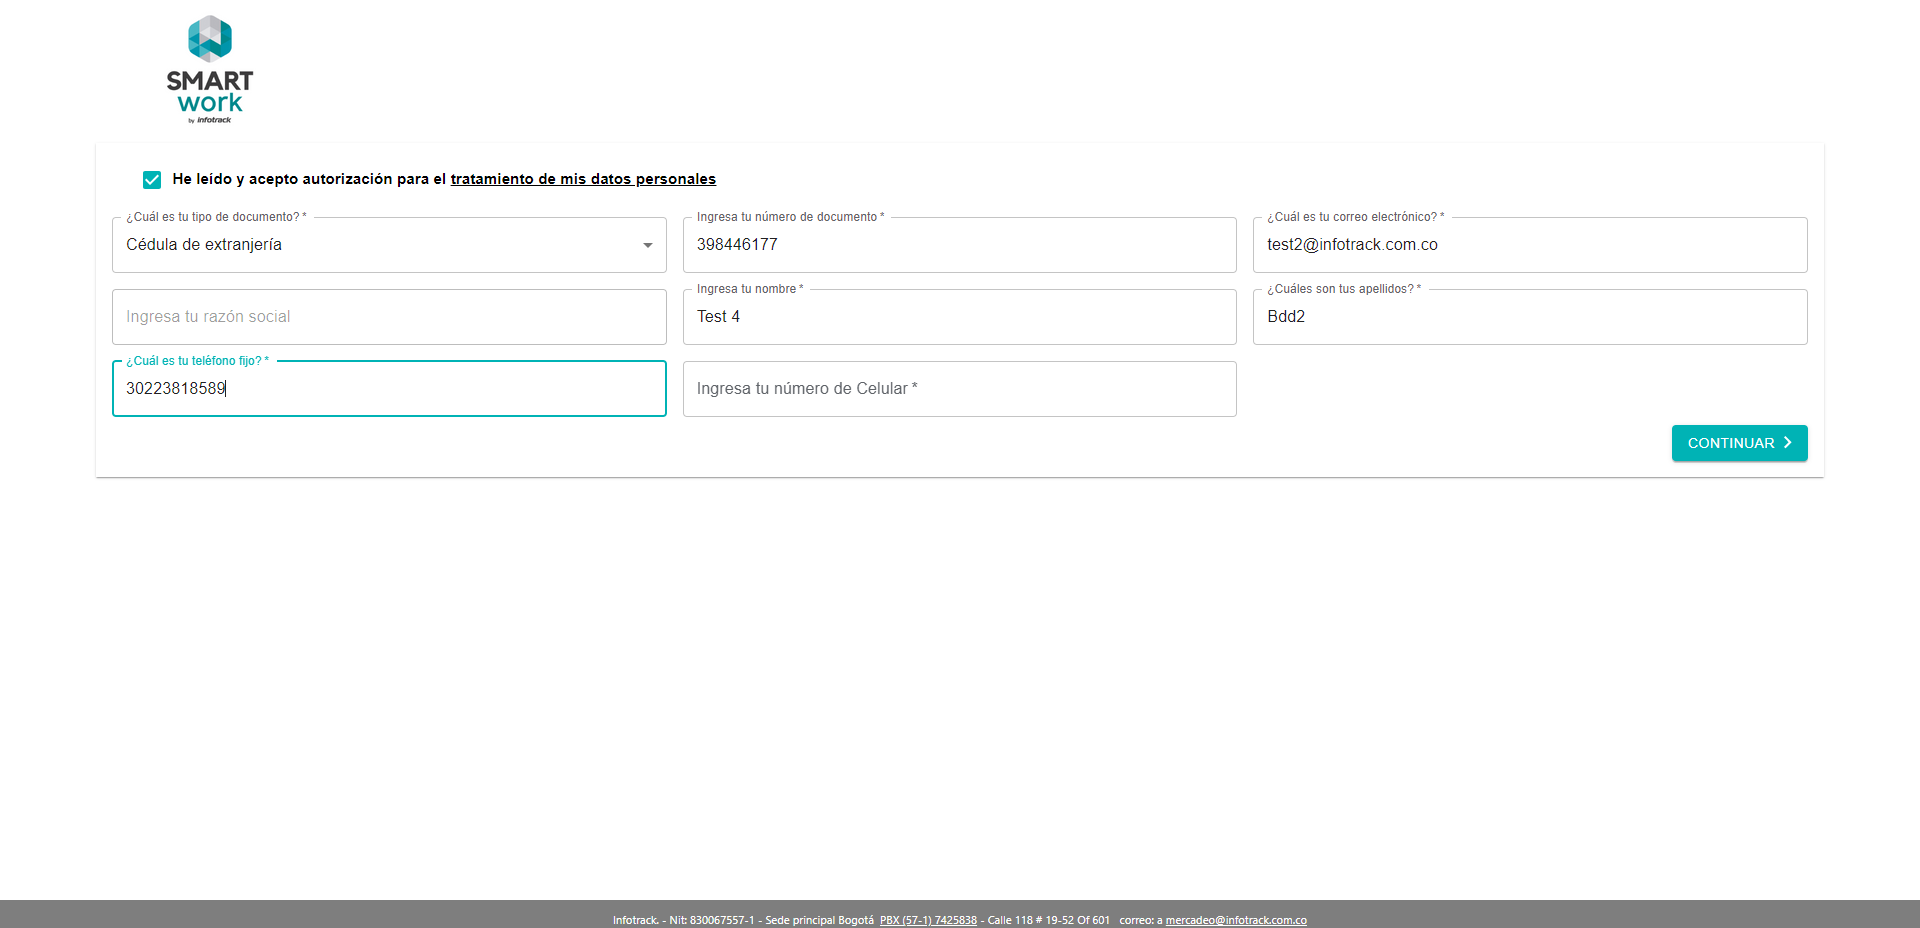 SMART
work
by infotrack
He leído y acepto autorización para el tratamiento de mis datos personales
¿Cuál es tu tipo de documento? *
Cédula de extranjería
Ingresa tu número de documento *
398446177
¿Cuál es tu correo electrónico? *
test2@infotrack.com.co
Ingresa tu razón social
Ingresa tu nombre *
Test 4
¿Cuáles son tus apellidos? *
Bdd2
¿Cuál es tu teléfono fijo? *
30223818589
Ingresa tu número de Celular *
CONTINUAR
Infotrack. - Nit: 830067557-1 - Sede principal Bogotá PBX (57-1) 7425838 - Calle 118 # 19-52 Of 601 correo: a mercadeo@infotrack.com.co